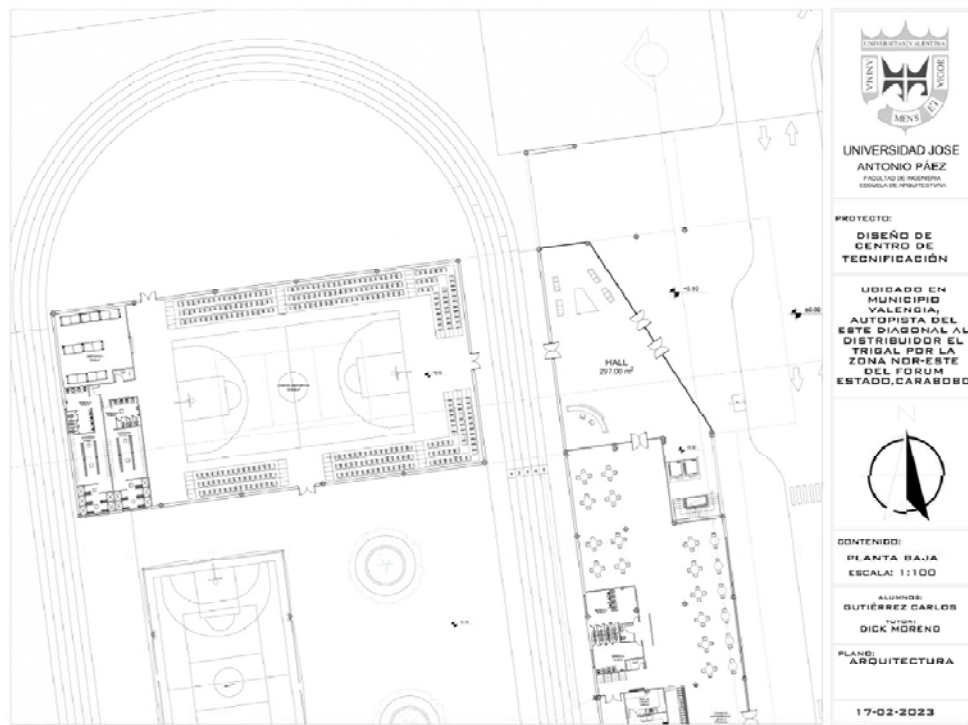 HALL
297.00 m²
±0.00
UNIVERSITAS VALENTINA
ANIMA
VIGOR
MENS
ET
UNIVERSIDAD JOSE
ANTONIO PÁEZ
FACULTAD DE INGENIERIA
ESCUELA DE ARQUITECTURA
PROYECTO:
DISEÑO DE
CENTRO DE
TECNIFICACIÓN
UBICADO EN
MUNICIPIO
VALENCIA,
AUTOPISTA DEL
ESTE DIAGONAL AL
DISTRIBUIDOR EL
TRIGAL POR LA
ZONA NOR-ESTE
DEL FORUM
ESTADO,CARABOBO
N
CONTENIDO:
PLANTA BAJA
ESCALA: 1:100
ALUMNOS:
GUTIÉRREZ CARLOS
TUTOR:
DICK MORENO
PLANO:
ARQUITECTURA
17-02-2023